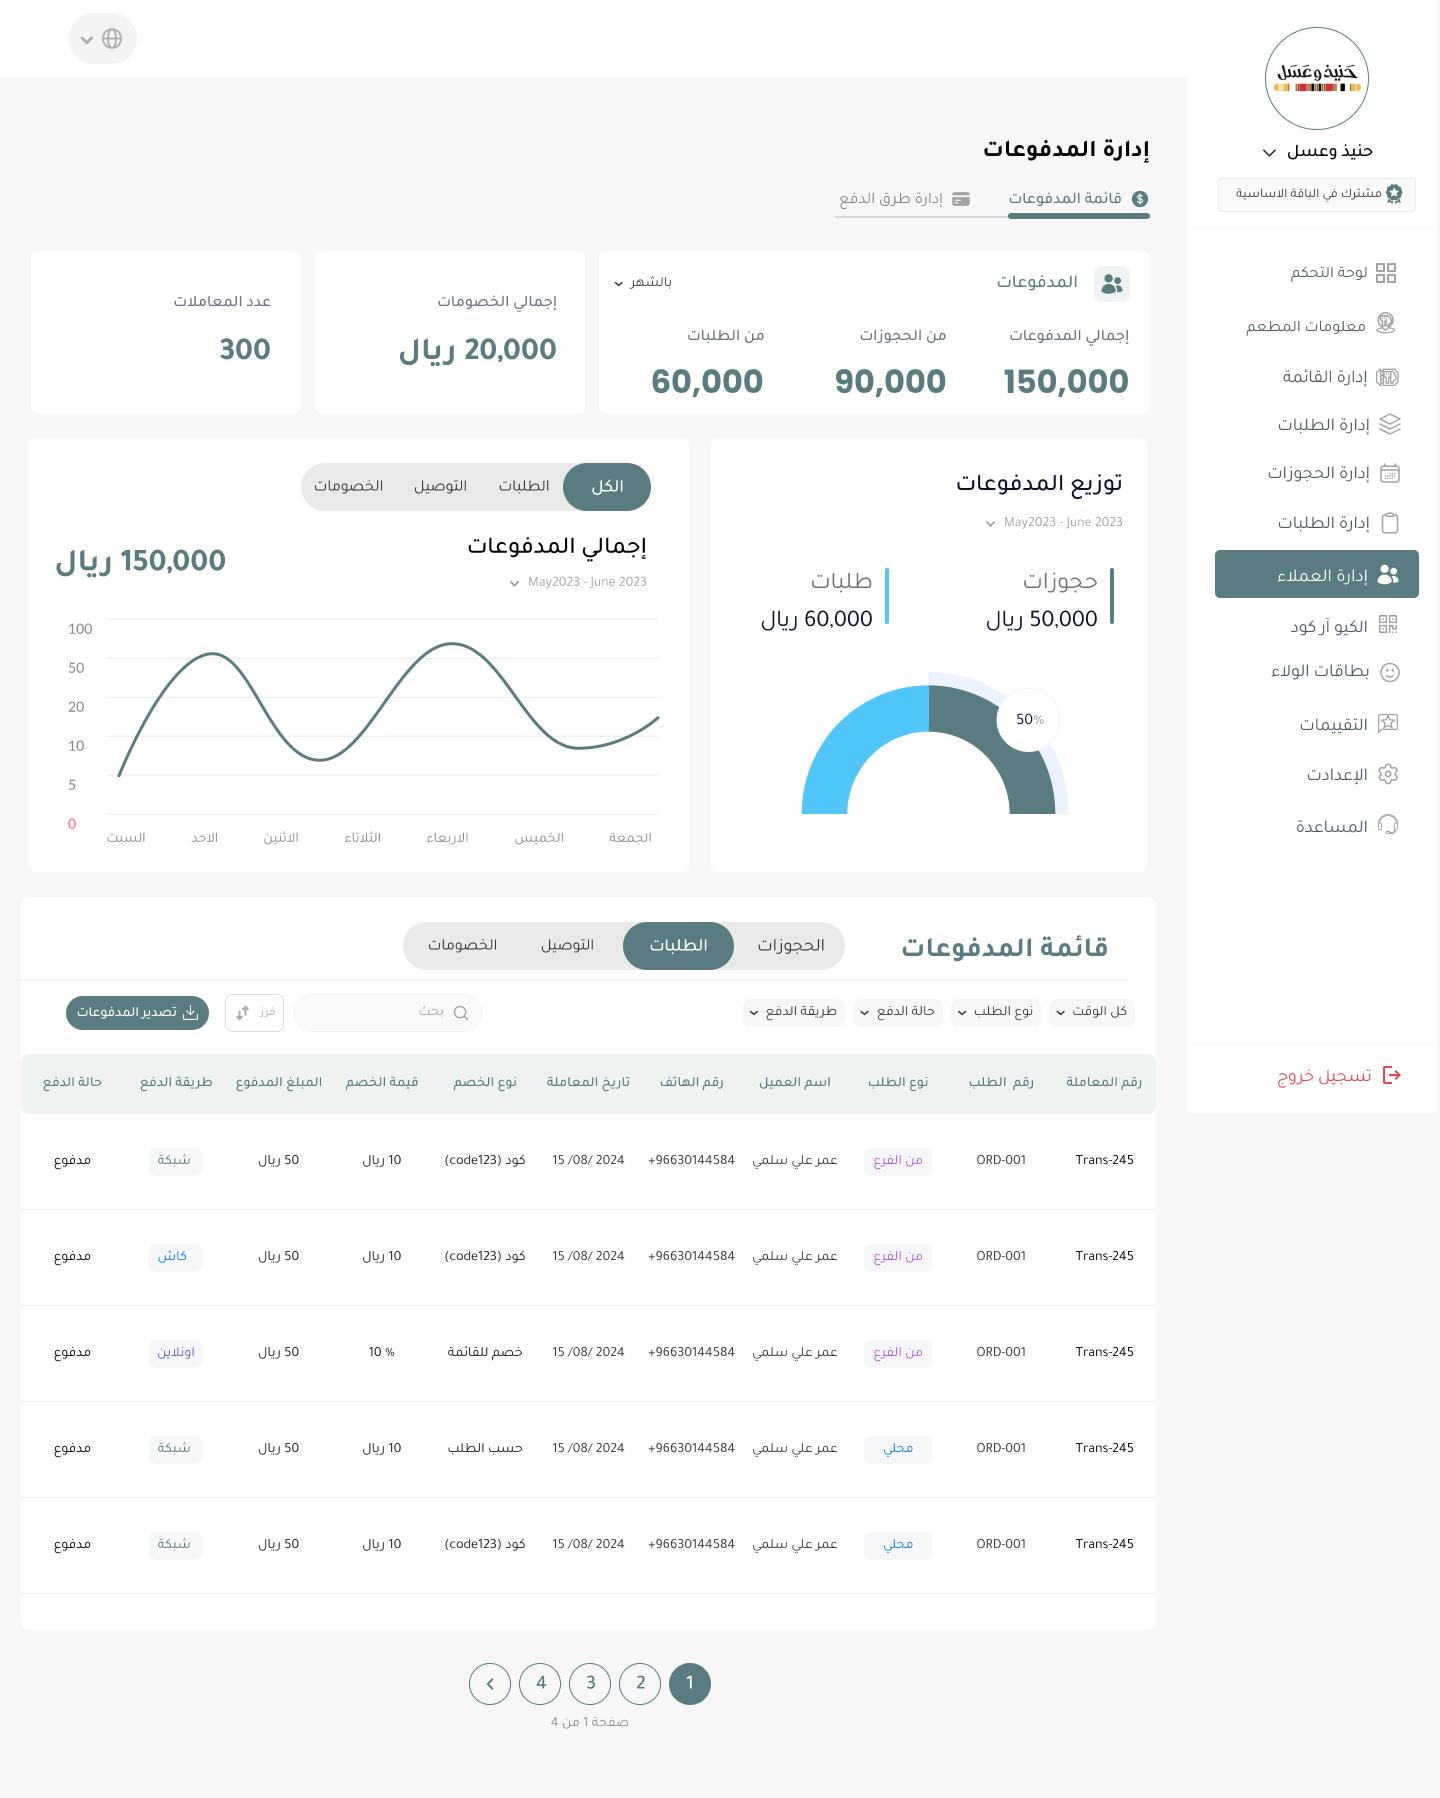 حنيذ وعسل
حنيذ وعسل
مشترك في الباقة الاساسية
لوحة التحكم
معلومات المطعم
إدارة القائمة
إدارة الطلبات
إدارة الحجوزات
إدارة الطلبات
إدارة العملاء
الكيو آر كود
بطاقات الولاء
التقييمات
الإعدادت
المساعدة
تسجيل خروج
إدارة المدفوعات
قائمة المدفوعات
إدارة طرق الدفع
المدفوعات
بالشهر
إجمالي المدفوعات
من الحجوزات
من الطلبات
150,000
90,000
60,000
إجمالي الخصومات
20,000 ريال
عدد المعاملات
300
توزيع المدفوعات
May2023 - June 2023
حجوزات
طلبات
50,000 ريال
60,000 ريال
50%
الكل
الطلبات
التوصيل
الخصومات
إجمالي المدفوعات
150,000 ريال
May2023 - June 2023
100
50
20
10
5
0
السبت
الاحد
الاثنين
الثلاثاء
الاربعاء
الخميس
الجمعة
قائمة المدفوعات
الحجوزات
الطلبات
التوصيل
الخصومات
كل الوقت
نوع الطلب
حالة الدفع
طريقة الدفع
بحث
فرز
تصدير المدفوعات
رقم المعاملة رقم الطلب نوع الطلب اسم العميل رقم الهاتف تاريخ المعاملة نوع الخصم قيمة الخصم المبلغ المدفوع طريقة الدفع حالة الدفع
Trans-245 ORD-001 من الفرع عمر علي سلمي +96630144584 15 /08/ 2024 كود (code123) 10 ريال 50 ريال شبكة مدفوع
Trans-245 ORD-001 من الفرع عمر علي سلمي +96630144584 15 /08/ 2024 كود (code123) 10 ريال 50 ريال كاش مدفوع
Trans-245 ORD-001 من الفرع عمر علي سلمي +96630144584 15 /08/ 2024 خصم للقائمة 10 % 50 ريال اونلاين مدفوع
Trans-245 ORD-001 محلي عمر علي سلمي +96630144584 15 /08/ 2024 حسب الطلب 10 ريال 50 ريال شبكة مدفوع
Trans-245 ORD-001 محلي عمر علي سلمي +96630144584 15 /08/ 2024 كود (code123) 10 ريال 50 ريال شبكة مدفوع
1 2 3 4
صفحة 1 من 4